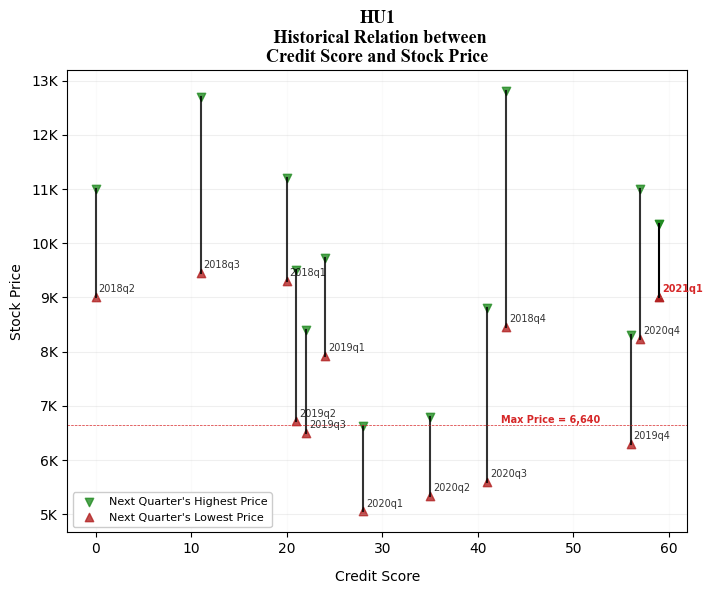 HU1
Historical Relation between
Credit Score and Stock Price
13K
12K
11K
10K
9K
8K
7K
6K
5K
Stock Price
2018q2
2018q3
2018q1
2019q2
2019q3
2019q1
2020q1
2020q2
2020q3
2018q4
2019q4
2020q4
2021q1
Max Price = 6,640
Next Quarter's Highest Price
Next Quarter's Lowest Price
0 10 20 30 40 50 60
Credit Score